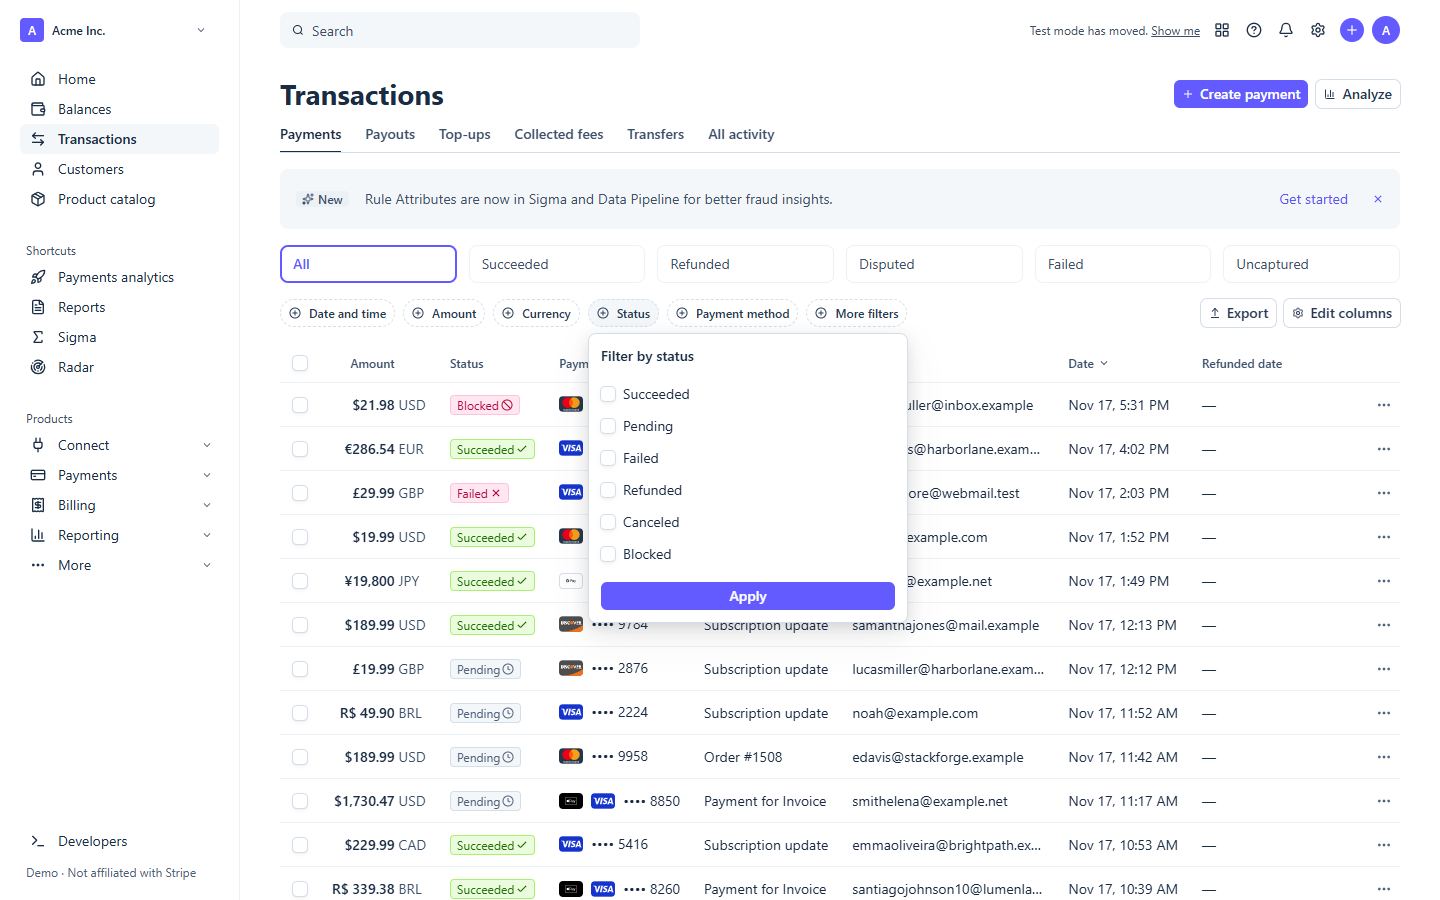 A Acme Inc.
Search
Test mode has moved. Show me
A
Home
Balances
Transactions
Customers
Product catalog
Shortcuts
Payments analytics
Reports
Sigma
Radar
Products
Connect
Payments
Billing
Reporting
More
Developers
Demo · Not affiliated with Stripe
Transactions
Create payment
Analyze
Payments Payouts Top-ups Collected fees Transfers All activity
New Rule Attributes are now in Sigma and Data Pipeline for better fraud insights. Get started
All Succeeded Refunded Disputed Failed Uncaptured
Date and time Amount Currency Status Payment method More filters Export Edit columns
Filter by status
Succeeded
Pending
Failed
Refunded
Canceled
Blocked
Apply
Amount Status Paym Date Refunded date
$21.98 USD Blocked uller@inbox.example Nov 17, 5:31 PM —
€286.54 EUR Succeeded VISA s@harborlane.exam... Nov 17, 4:02 PM —
£29.99 GBP Failed VISA ore@webmail.test Nov 17, 2:03 PM —
$19.99 USD Succeeded example.com Nov 17, 1:52 PM —
¥19,800 JPY Succeeded @example.net Nov 17, 1:49 PM —
$189.99 USD Succeeded DISCOVER •••• 9784 Subscription update samanthajones@mail.example Nov 17, 12:13 PM —
£19.99 GBP Pending DISCOVER •••• 2876 Subscription update lucasmiller@harborlane.exam... Nov 17, 12:12 PM —
R$ 49.90 BRL Pending VISA •••• 2224 Subscription update noah@example.com Nov 17, 11:52 AM —
$189.99 USD Pending •••• 9958 Order #1508 edavis@stackforge.example Nov 17, 11:42 AM —
$1,730.47 USD Pending VISA •••• 8850 Payment for Invoice smithelena@example.net Nov 17, 11:17 AM —
$229.99 CAD Succeeded VISA •••• 5416 Payment for Invoice emmaoliveira@brightpath.ex... Nov 17, 10:53 AM —
R$ 339.38 BRL Succeeded VISA •••• 8260 Payment for Invoice santiagojohnson10@lumenla... Nov 17, 10:39 AM —